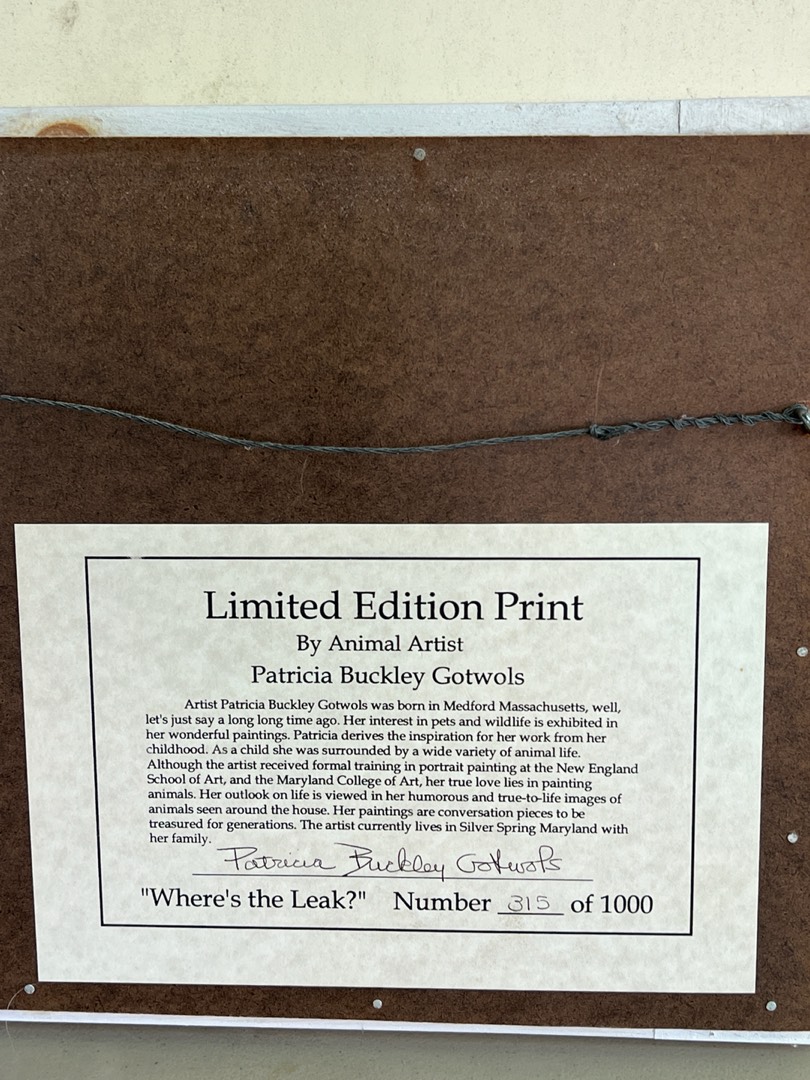 Limited Edition Print
By Animal Artist
Patricia Buckley Gotwols
Artist Patricia Buckley Gotwols was born in Medford Massachusetts, well,
let's just say a long long time ago. Her interest in pets and wildlife is exhibited in
her wonderful paintings. Patricia derives the inspiration for her work from her
childhood. As a child she was surrounded by a wide variety of animal life.
Although the artist received formal training in portrait painting at the New England
School of Art, and the Maryland College of Art, her true love lies in painting
animals. Her outlook on life is viewed in her humorous and true-to-life images of
animals seen around the house. Her paintings are conversation pieces to be
treasured for generations. The artist currently lives in Silver Spring Maryland with
her family.
Patricia Buckley Gotwols
"Where's the Leak?" Number 315 of 1000